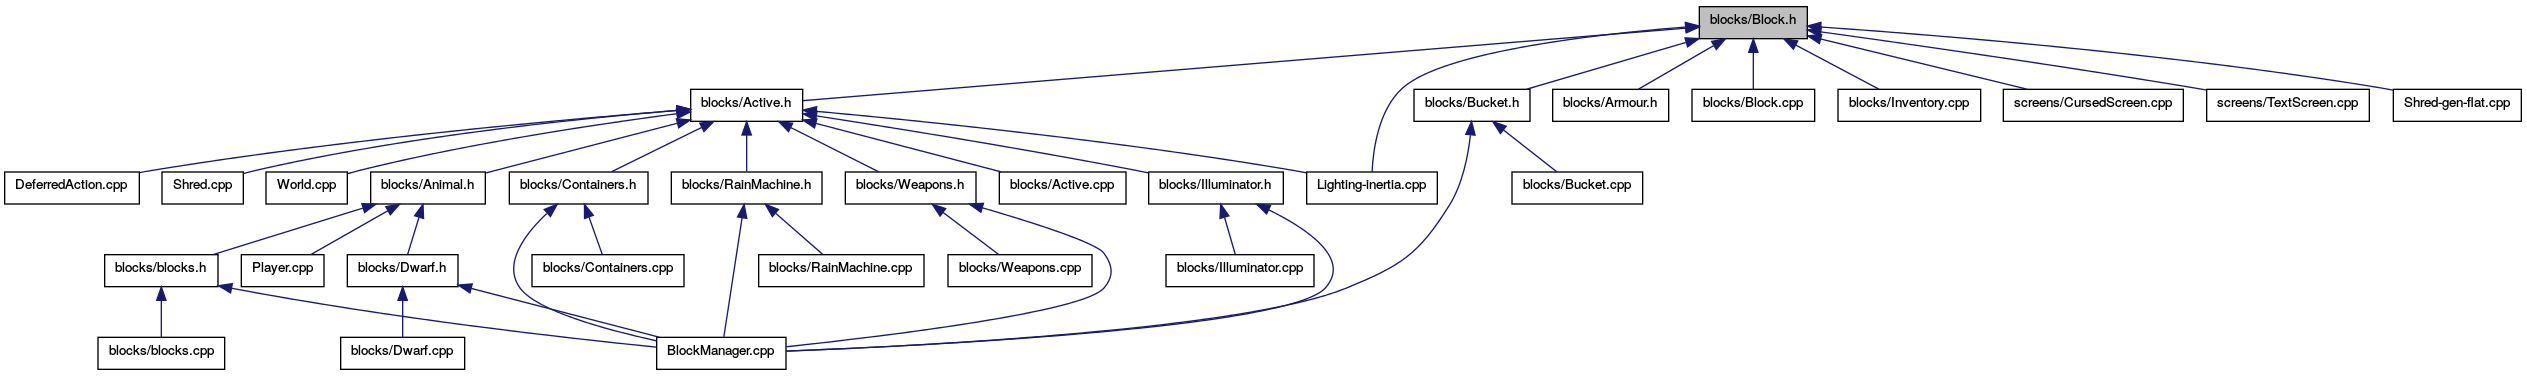 blocks/Block.h
blocks/Active.h
blocks/Bucket.h
blocks/Armour.h
blocks/Block.cpp
blocks/Inventory.cpp
screens/CursedScreen.cpp
screens/TextScreen.cpp
Shred-gen-flat.cpp
DeferredAction.cpp
Shred.cpp
World.cpp
blocks/Animal.h
blocks/Containers.h
blocks/RainMachine.h
blocks/Weapons.h
blocks/Active.cpp
blocks/Illuminator.h
Lighting-inertia.cpp
blocks/Bucket.cpp
blocks/blocks.h
Player.cpp
blocks/Dwarf.h
blocks/Containers.cpp
blocks/RainMachine.cpp
blocks/Weapons.cpp
blocks/Illuminator.cpp
blocks/blocks.cpp
blocks/Dwarf.cpp
BlockManager.cpp